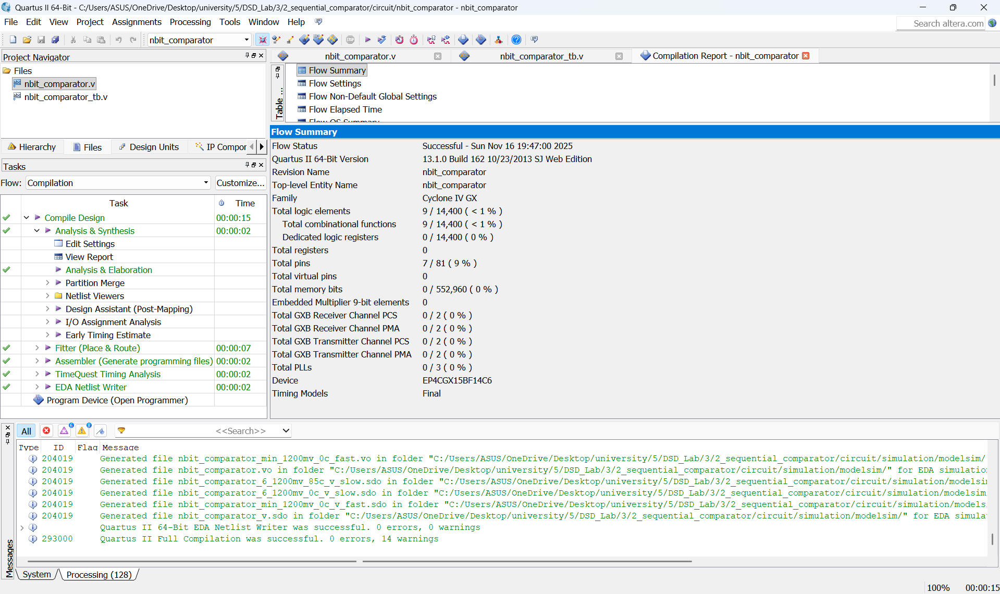 Quartus II 64-Bit - C:/Users/ASUS/OneDrive/Desktop/university/5/DSD_Lab/3/2_sequential_comparator/circuit/nbit_comparator - nbit_comparator
File Edit View Project Assignments Processing Tools Window Help
Search altera.com
nbit_comparator
Project Navigator
Files
nbit_comparator.v
nbit_comparator_tb.v
Hierarchy Files Design Units IP Compor
Tasks
Flow: Compilation Customize...
Task Time
Compile Design 00:00:15
Analysis & Synthesis 00:00:02
Edit Settings
View Report
Analysis & Elaboration
Partition Merge
Netlist Viewers
Design Assistant (Post-Mapping)
I/O Assignment Analysis
Early Timing Estimate
Fitter (Place & Route) 00:00:07
Assembler (Generate programming files) 00:00:02
TimeQuest Timing Analysis 00:00:02
EDA Netlist Writer 00:00:02
Program Device (Open Programmer)
nbit_comparator.v nbit_comparator_tb.v Compilation Report - nbit_comparator
Table ...
Flow Summary
Flow Settings
Flow Non-Default Global Settings
Flow Elapsed Time
Flow OS Summary
Flow Summary
Flow Status Successful - Sun Nov 16 19:47:00 2025
Quartus II 64-Bit Version 13.1.0 Build 162 10/23/2013 SJ Web Edition
Revision Name nbit_comparator
Top-level Entity Name nbit_comparator
Family Cyclone IV GX
Total logic elements 9 / 14,400 ( < 1 % )
Total combinational functions 9 / 14,400 ( < 1 % )
Dedicated logic registers 0 / 14,400 ( 0 % )
Total registers 0
Total pins 7 / 81 ( 9 % )
Total virtual pins 0
Total memory bits 0 / 552,960 ( 0 % )
Embedded Multiplier 9-bit elements 0
Total GXB Receiver Channel PCS 0 / 2 ( 0 % )
Total GXB Receiver Channel PMA 0 / 2 ( 0 % )
Total GXB Transmitter Channel PCS 0 / 2 ( 0 % )
Total GXB Transmitter Channel PMA 0 / 2 ( 0 % )
Total PLLs 0 / 3 ( 0 % )
Device EP4CGX15BF14C6
Timing Models Final
All 6 8 <<Search>>
Type ID Flag Message
204019 Generated file nbit_comparator_min_1200mv_0c_fast.vo in folder "C:/Users/ASUS/OneDrive/Desktop/university/5/DSD_Lab/3/2_sequential_comparator/circuit/simulation/modelsim/
204019 Generated file nbit_comparator.vo in folder "C:/Users/ASUS/OneDrive/Desktop/university/5/DSD_Lab/3/2_sequential_comparator/circuit/simulation/modelsim/" for EDA simulation
204019 Generated file nbit_comparator_6_1200mv_85c_v_slow.sdo in folder "C:/Users/ASUS/OneDrive/Desktop/university/5/DSD_Lab/3/2_sequential_comparator/circuit/simulation/modelsim
204019 Generated file nbit_comparator_6_1200mv_0c_v_slow.sdo in folder "C:/Users/ASUS/OneDrive/Desktop/university/5/DSD_Lab/3/2_sequential_comparator/circuit/simulation/modelsim
204019 Generated file nbit_comparator_min_1200mv_0c_v_fast.sdo in folder "C:/Users/ASUS/OneDrive/Desktop/university/5/DSD_Lab/3/2_sequential_comparator/circuit/simulation/models
204019 Generated file nbit_comparator_v.sdo in folder "C:/Users/ASUS/OneDrive/Desktop/university/5/DSD_Lab/3/2_sequential_comparator/circuit/simulation/modelsim/" for EDA simula
Quartus II 64-Bit EDA Netlist Writer was successful. 0 errors, 0 warnings
293000 Quartus II Full Compilation was successful. 0 errors, 14 warnings
Messages
System Processing (128)
100% 00:00:15